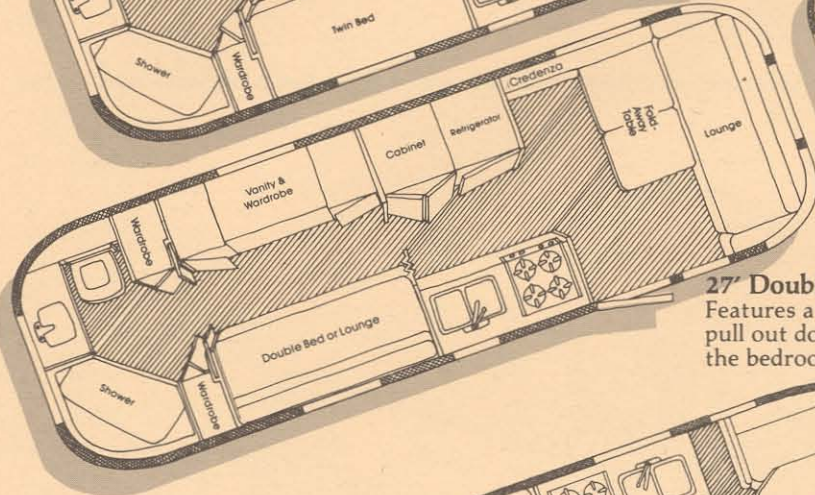 Twin Bed
Shower
Wardrobe
Credenza
Fold-
Away
Table
Lounge
Refrigerator
Cabinet
Vanity &
Wardrobe
Wardrobe
Double Bed or Lounge
Shower
Wardrobe
27′ Doub
Features a
pull out do
the bedroo